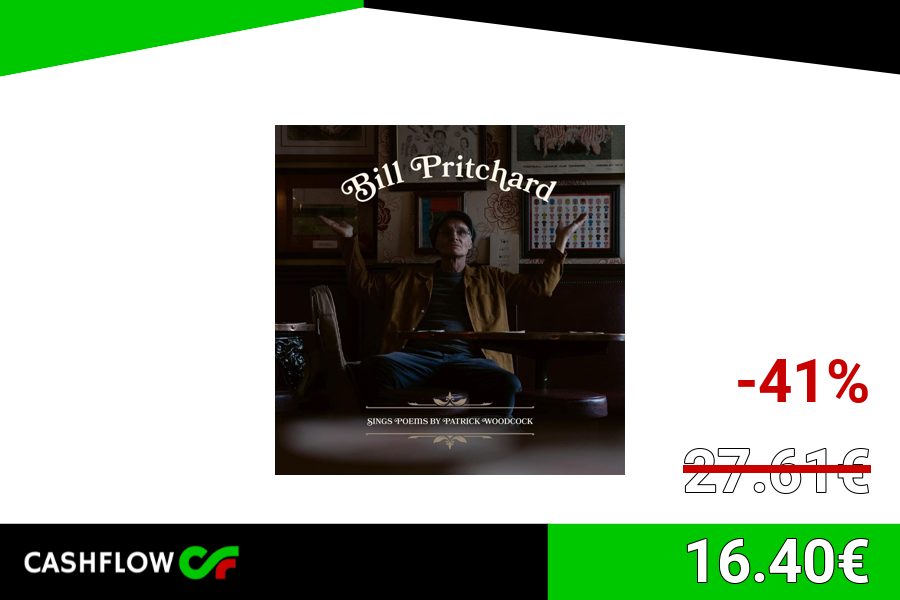 Bill Pritchard
Sings Poems by Patrick Woodcock
-41%
27.61€
CASHFLOW
16.40€